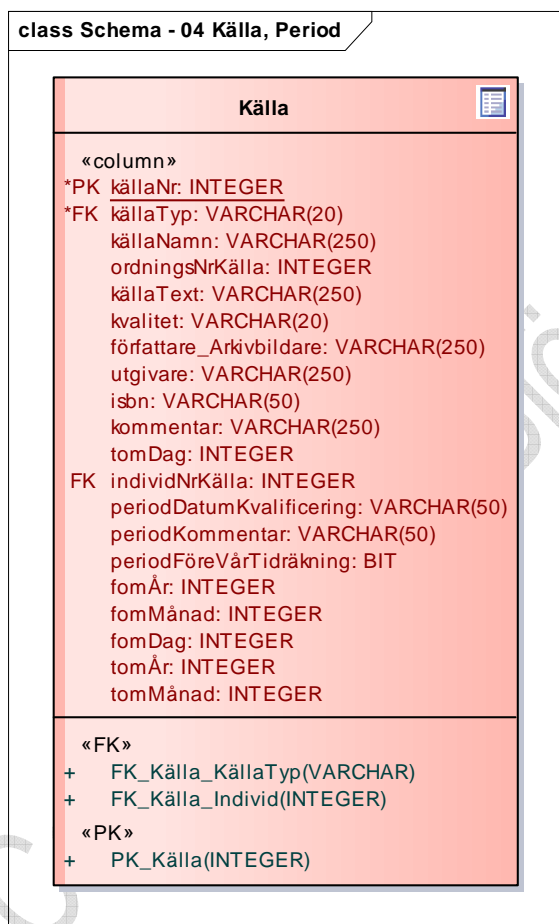 class Schema - 04 Källa, Period
Källa
«column»
*PK källaNr: INTEGER
*FK källaTyp: VARCHAR(20)
källaNamn: VARCHAR(250)
ordningsNrKälla: INTEGER
källaText: VARCHAR(250)
kvalitet: VARCHAR(20)
författare_Arkivbildare: VARCHAR(250)
utgivare: VARCHAR(250)
isbn: VARCHAR(50)
kommentar: VARCHAR(250)
tomDag: INTEGER
FK individNrKälla: INTEGER
periodDatumKvalificering: VARCHAR(50)
periodKommentar: VARCHAR(50)
periodFöreVårTidräkning: BIT
fomÅr: INTEGER
fomMånad: INTEGER
fomDag: INTEGER
tomÅr: INTEGER
tomMånad: INTEGER
«FK»
+ FK_Källa_KällaTyp(VARCHAR)
+ FK_Källa_Individ(INTEGER)
«PK»
+ PK_Källa(INTEGER)